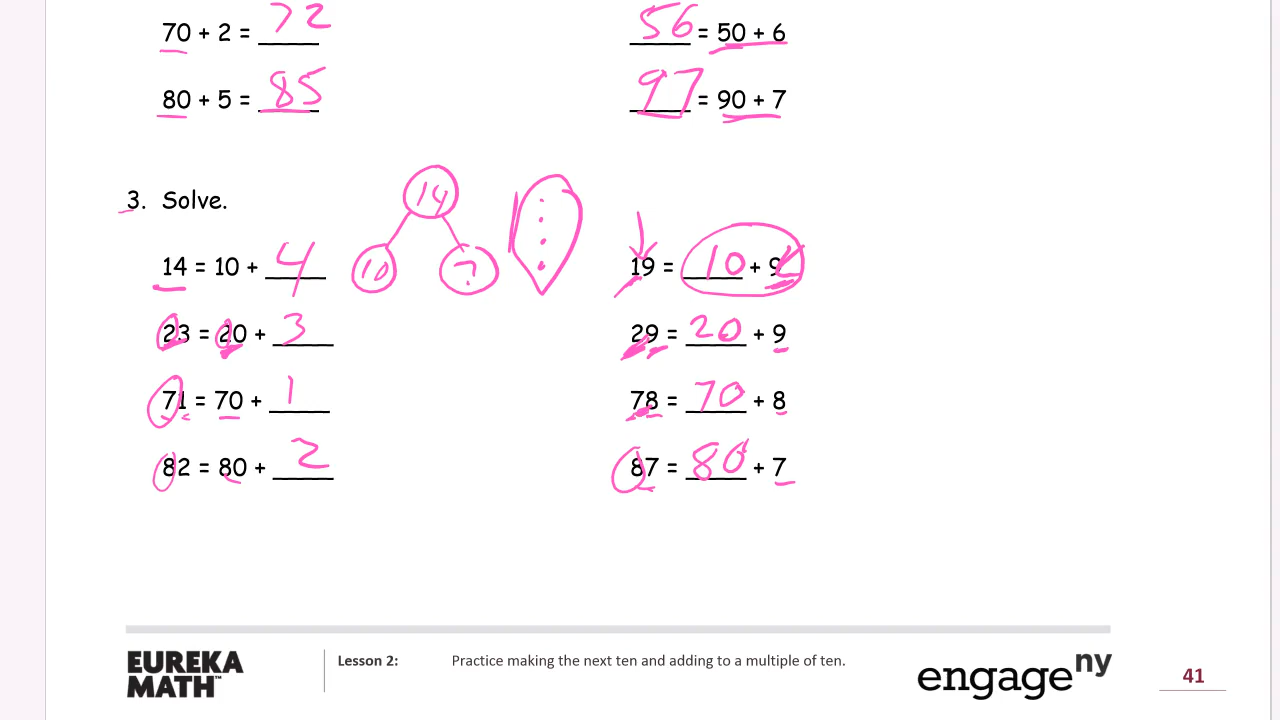 70 + 2 = 72
56 = 50 + 6
80 + 5 = 85
97 = 90 + 7
3. Solve.
14
10 ?
14 = 10 + 4
19 = 10 + 9
23 = 20 + 3
29 = 20 + 9
71 = 70 + 1
78 = 70 + 8
82 = 80 + 2
87 = 80 + 7
EUREKA MATH™
Lesson 2: Practice making the next ten and adding to a multiple of ten.
engageny
41